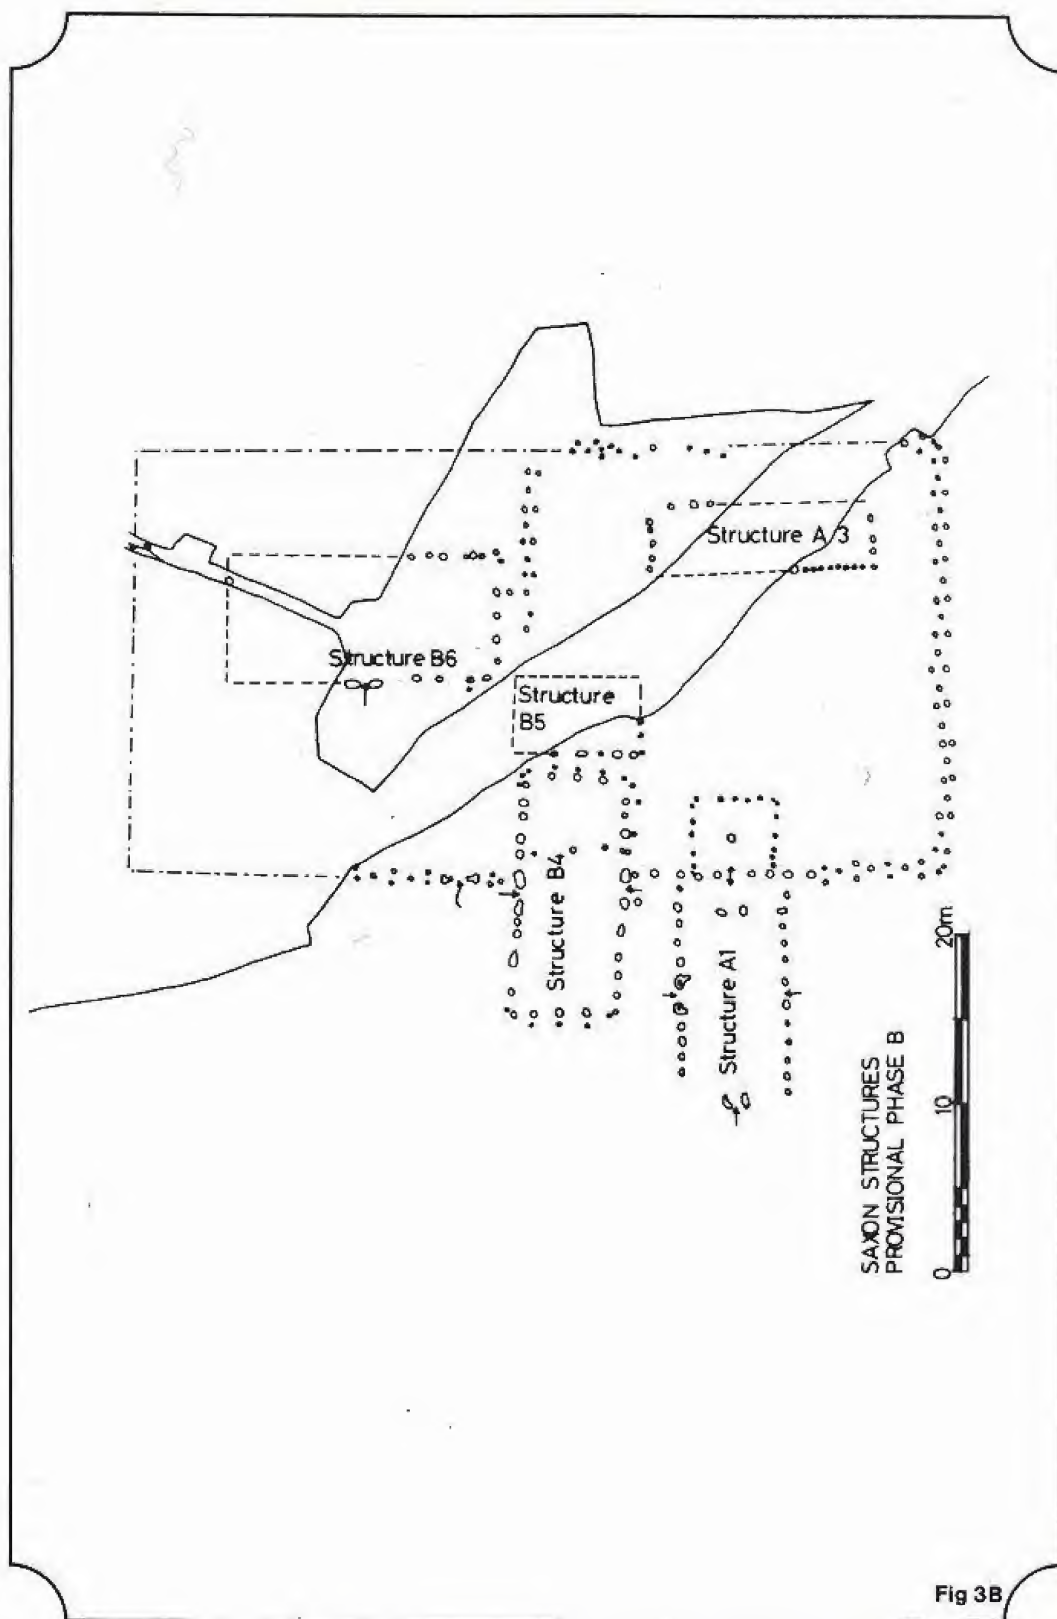 Structure A/3
Structure B6
Structure
B5
Structure B4
Structure A1
SAXON STRUCTURES
PROVISIONAL PHASE B
0 10 20m
Fig 3B